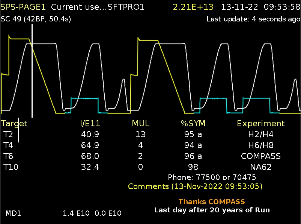 SPS-PAGE1 Current use...SFTPRO1 2.21E+13 13-11-22 09:53:58
SC 49 (42BP, 50.4s) Last update: 4 seconds ago
Target I/E11 MUL %SYM Experiment
T2 40.9 13 95 a H2/H4
T4 64.9 4 94 a H6/H8
T6 68.0 2 96 a COMPASS
T10 32.4 0 98 NA62
Phone: 77500 or 70475
Comments (13-Nov-2022 09:53:05)
Thanks COMPASS
Last day after 20 years of Run
MD1 1.4 E10 0.0 E10